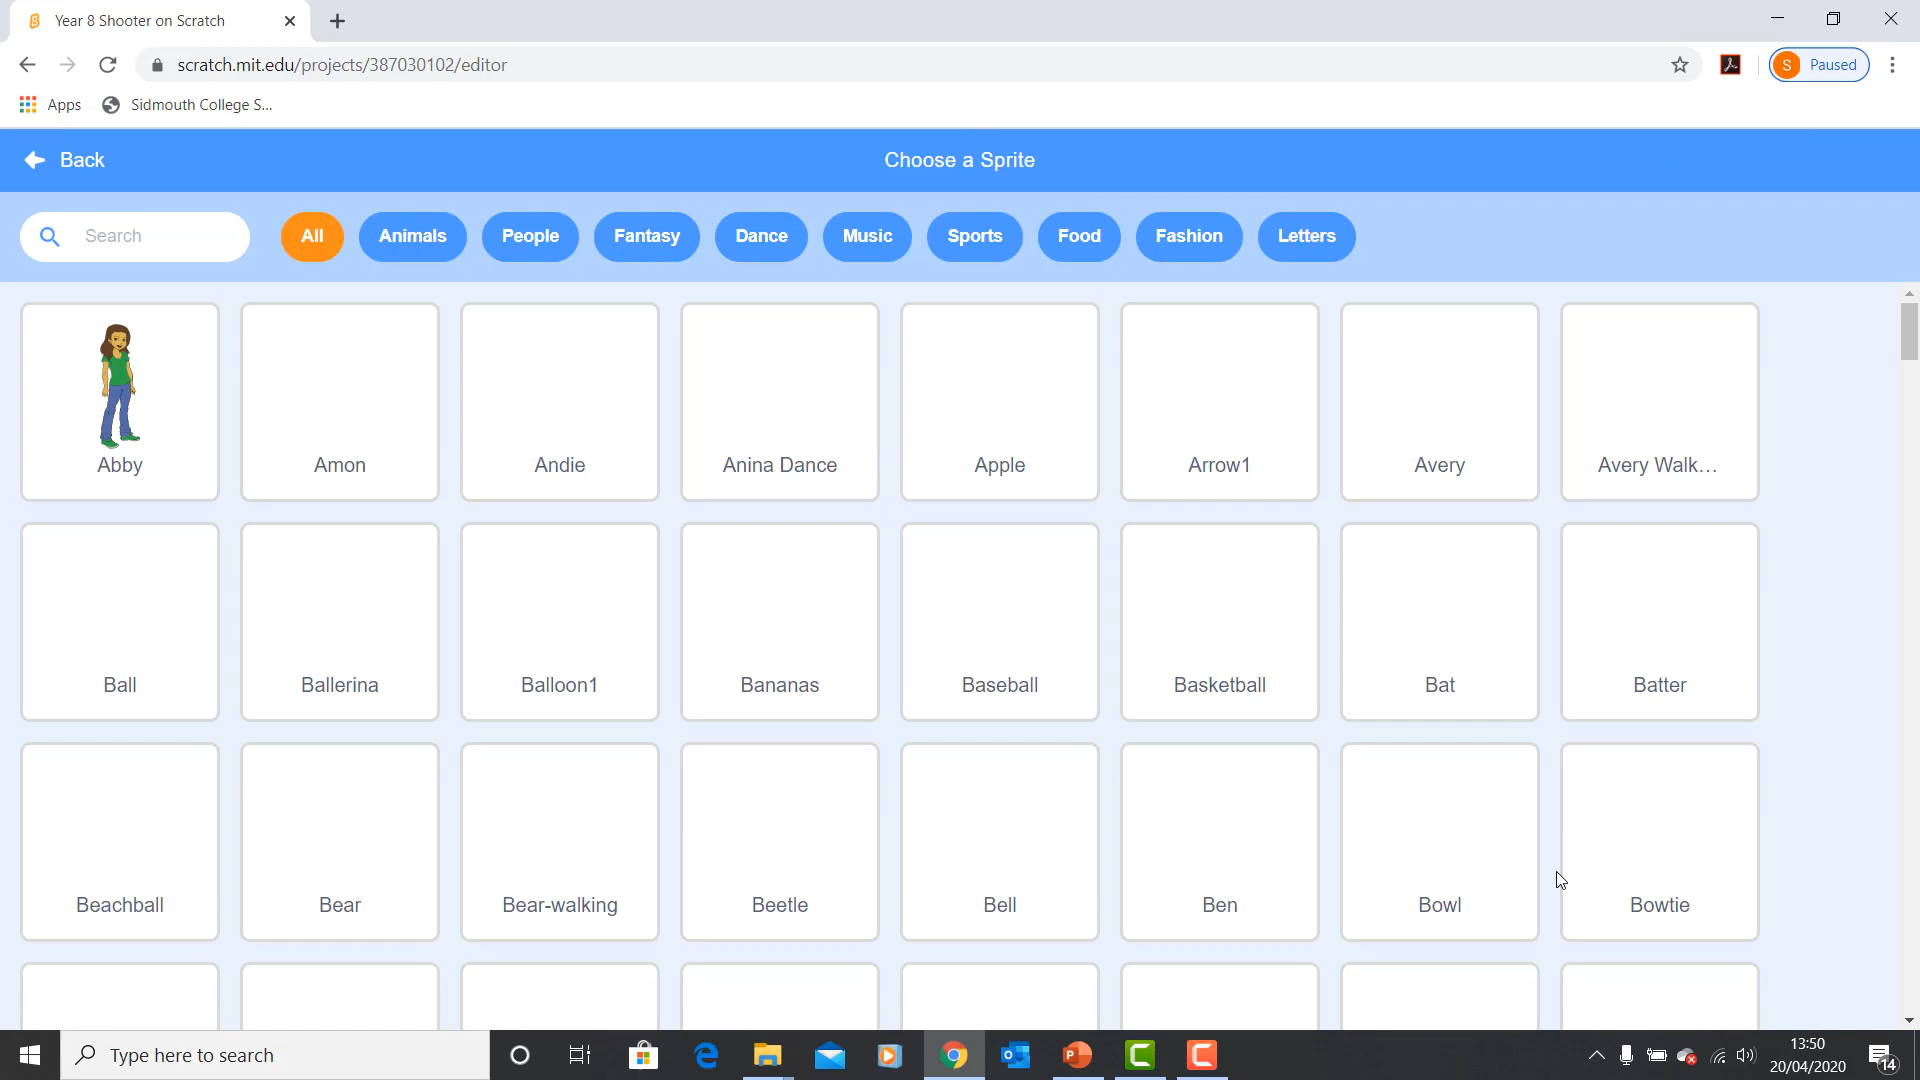 Year 8 Shooter on Scratch
scratch.mit.edu/projects/387030102/editor
S Paused
Apps Sidmouth College S...
Back Choose a Sprite
Search All Animals People Fantasy Dance Music Sports Food Fashion Letters
Abby Amon Andie Anina Dance Apple Arrow1 Avery Avery Walk...
Ball Ballerina Balloon1 Bananas Baseball Basketball Bat Batter
Beachball Bear Bear-walking Beetle Bell Ben Bowl Bowtie
Type here to search
13:50
20/04/2020
14